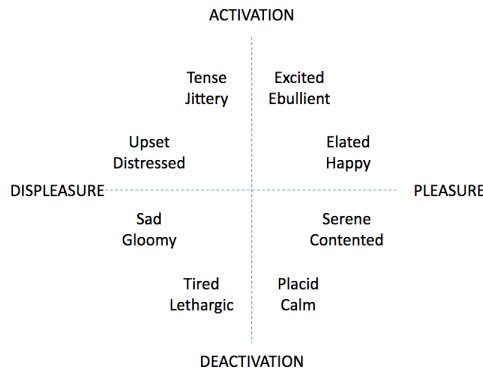 ACTIVATION
Tense
Jittery
Excited
Ebullient
Upset
Distressed
Elated
Happy
DISPLEASURE
PLEASURE
Sad
Gloomy
Serene
Contented
Tired
Lethargic
Placid
Calm
DEACTIVATION